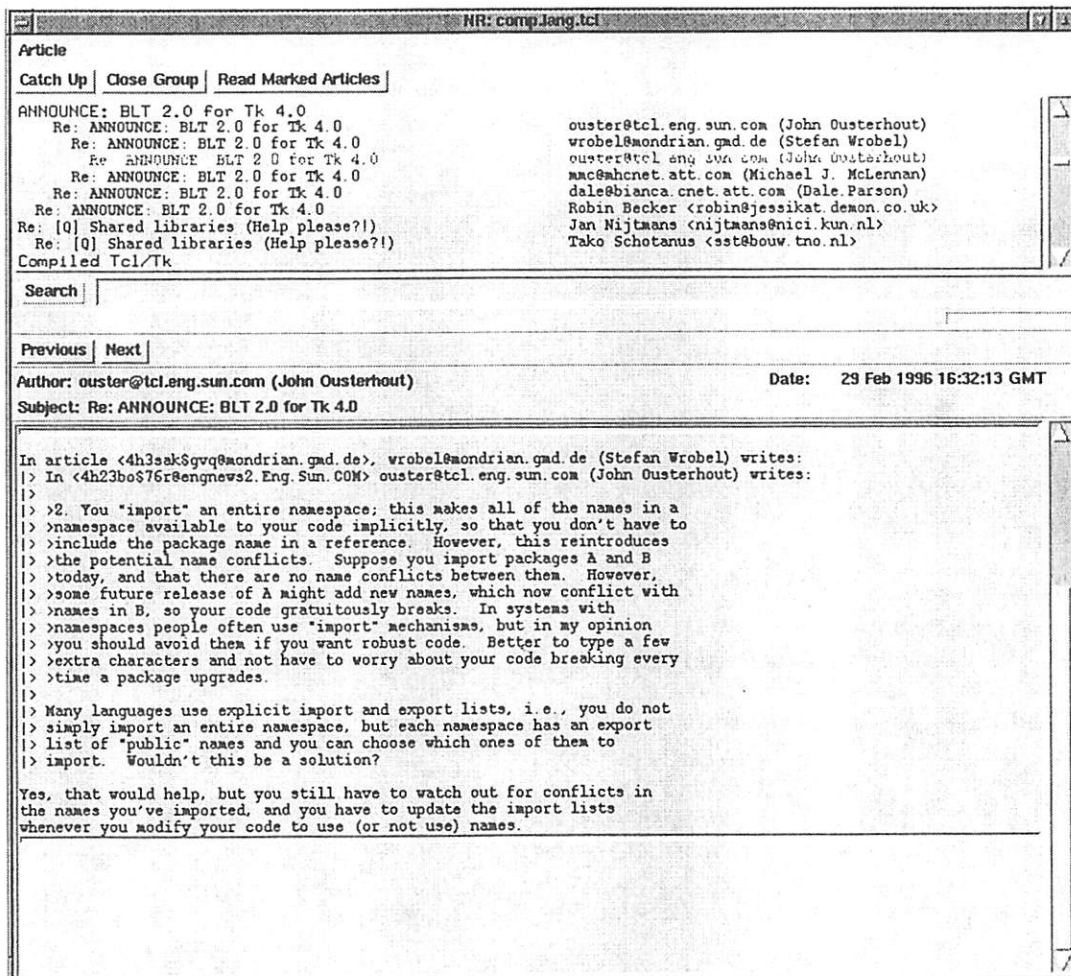 NR: comp.lang.tcl
Article
Catch Up Close Group Read Marked Articles
ANNOUNCE: BLT 2.0 for Tk 4.0
Re: ANNOUNCE: BLT 2.0 for Tk 4.0 ouster@tcl.eng.sun.com (John Ousterhout)
Re: ANNOUNCE: BLT 2.0 for Tk 4.0 wrobel@mondrian.gmd.de (Stefan Wrobel)
Re ANNOUNCE BLT 2 0 for Tk 4.0 ouster@tcl eng sun com (John Ousterhout)
Re: ANNOUNCE: BLT 2.0 for Tk 4.0 mmc@mhcnet.att.com (Michael J. McLennan)
Re: ANNOUNCE: BLT 2.0 for Tk 4.0 dale@bianca.cnet.att.com (Dale.Parson)
Re: ANNOUNCE: BLT 2.0 for Tk 4.0 Robin Becker <robin@jessikat.demon.co.uk>
Re: [Q] Shared libraries (Help please?!) Jan Nijtmans <nijtmans@nici.kun.nl>
Re: [Q] Shared libraries (Help please?!) Tako Schotanus <sst@bouw.tno.nl>
Compiled Tcl/Tk
Search
Previous Next
Author: ouster@tcl.eng.sun.com (John Ousterhout) Date: 29 Feb 1996 16:32:13 GMT
Subject: Re: ANNOUNCE: BLT 2.0 for Tk 4.0
In article <4h3sak$gvq@mondrian.gmd.de>, wrobel@mondrian.gmd.de (Stefan Wrobel) writes:
|> In <4h23bo$76r@engnews2.Eng.Sun.COM> ouster@tcl.eng.sun.com (John Ousterhout) writes:
|>
|> >2. You "import" an entire namespace; this makes all of the names in a
|> >namespace available to your code implicitly, so that you don't have to
|> >include the package name in a reference. However, this reintroduces
|> >the potential name conflicts. Suppose you import packages A and B
|> >today, and that there are no name conflicts between them. However,
|> >some future release of A might add new names, which now conflict with
|> >names in B, so your code gratuitously breaks. In systems with
|> >namespaces people often use "import" mechanisms, but in my opinion
|> >you should avoid them if you want robust code. Better to type a few
|> >extra characters and not have to worry about your code breaking every
|> >time a package upgrades.
|>
|> Many languages use explicit import and export lists, i.e., you do not
|> simply import an entire namespace, but each namespace has an export
|> list of "public" names and you can choose which ones of them to
|> import. Wouldn't this be a solution?
Yes, that would help, but you still have to watch out for conflicts in
the names you've imported, and you have to update the import lists
whenever you modify your code to use (or not use) names.